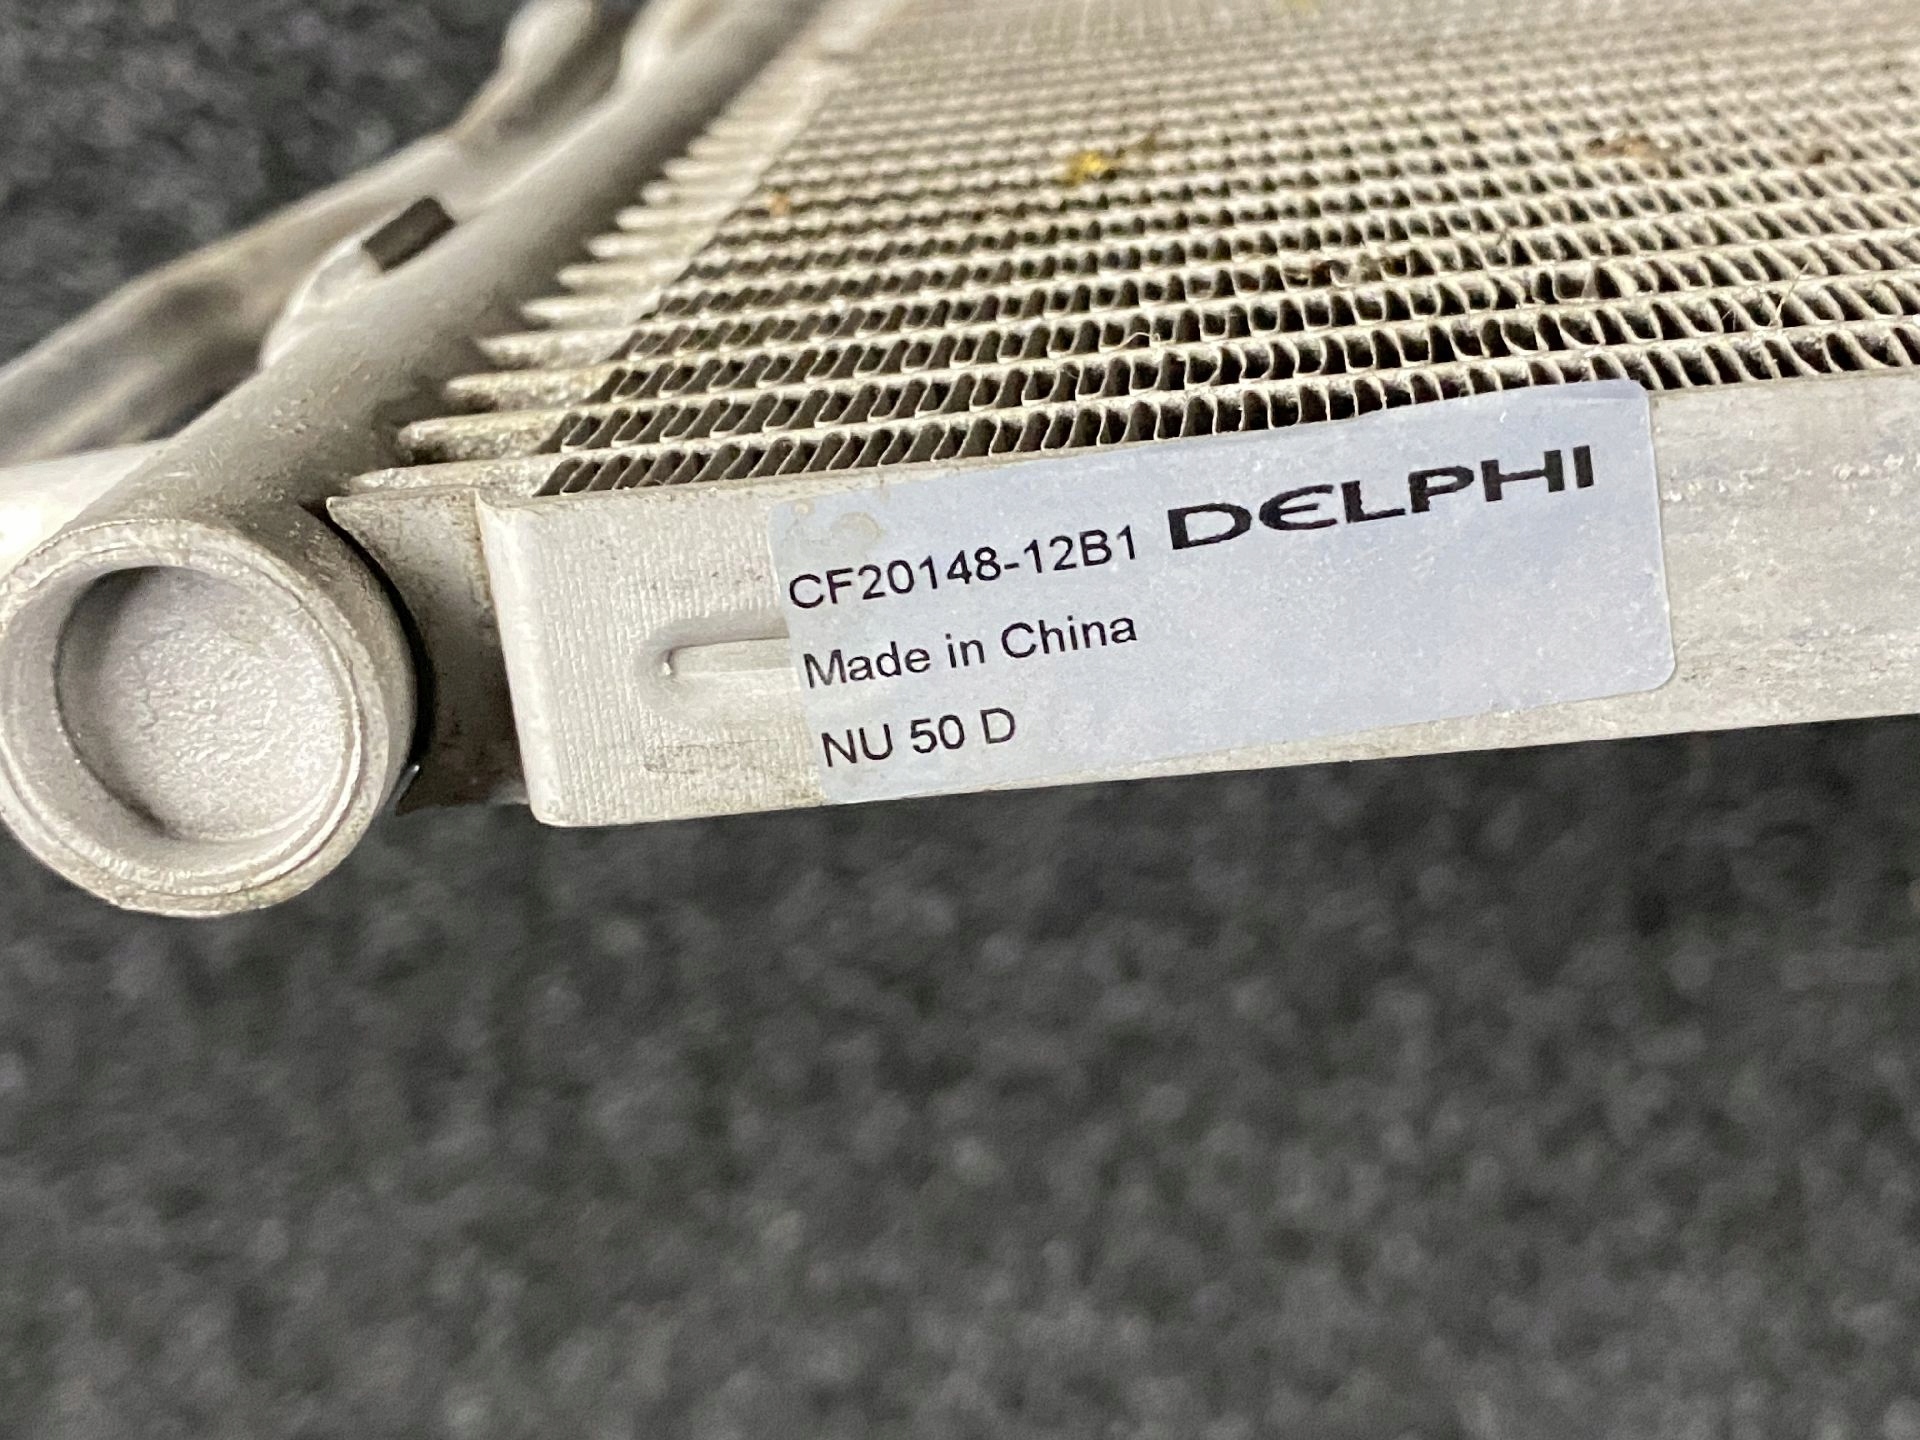 CF20148-12B1 DELPHI
Made in China
NU 50 D